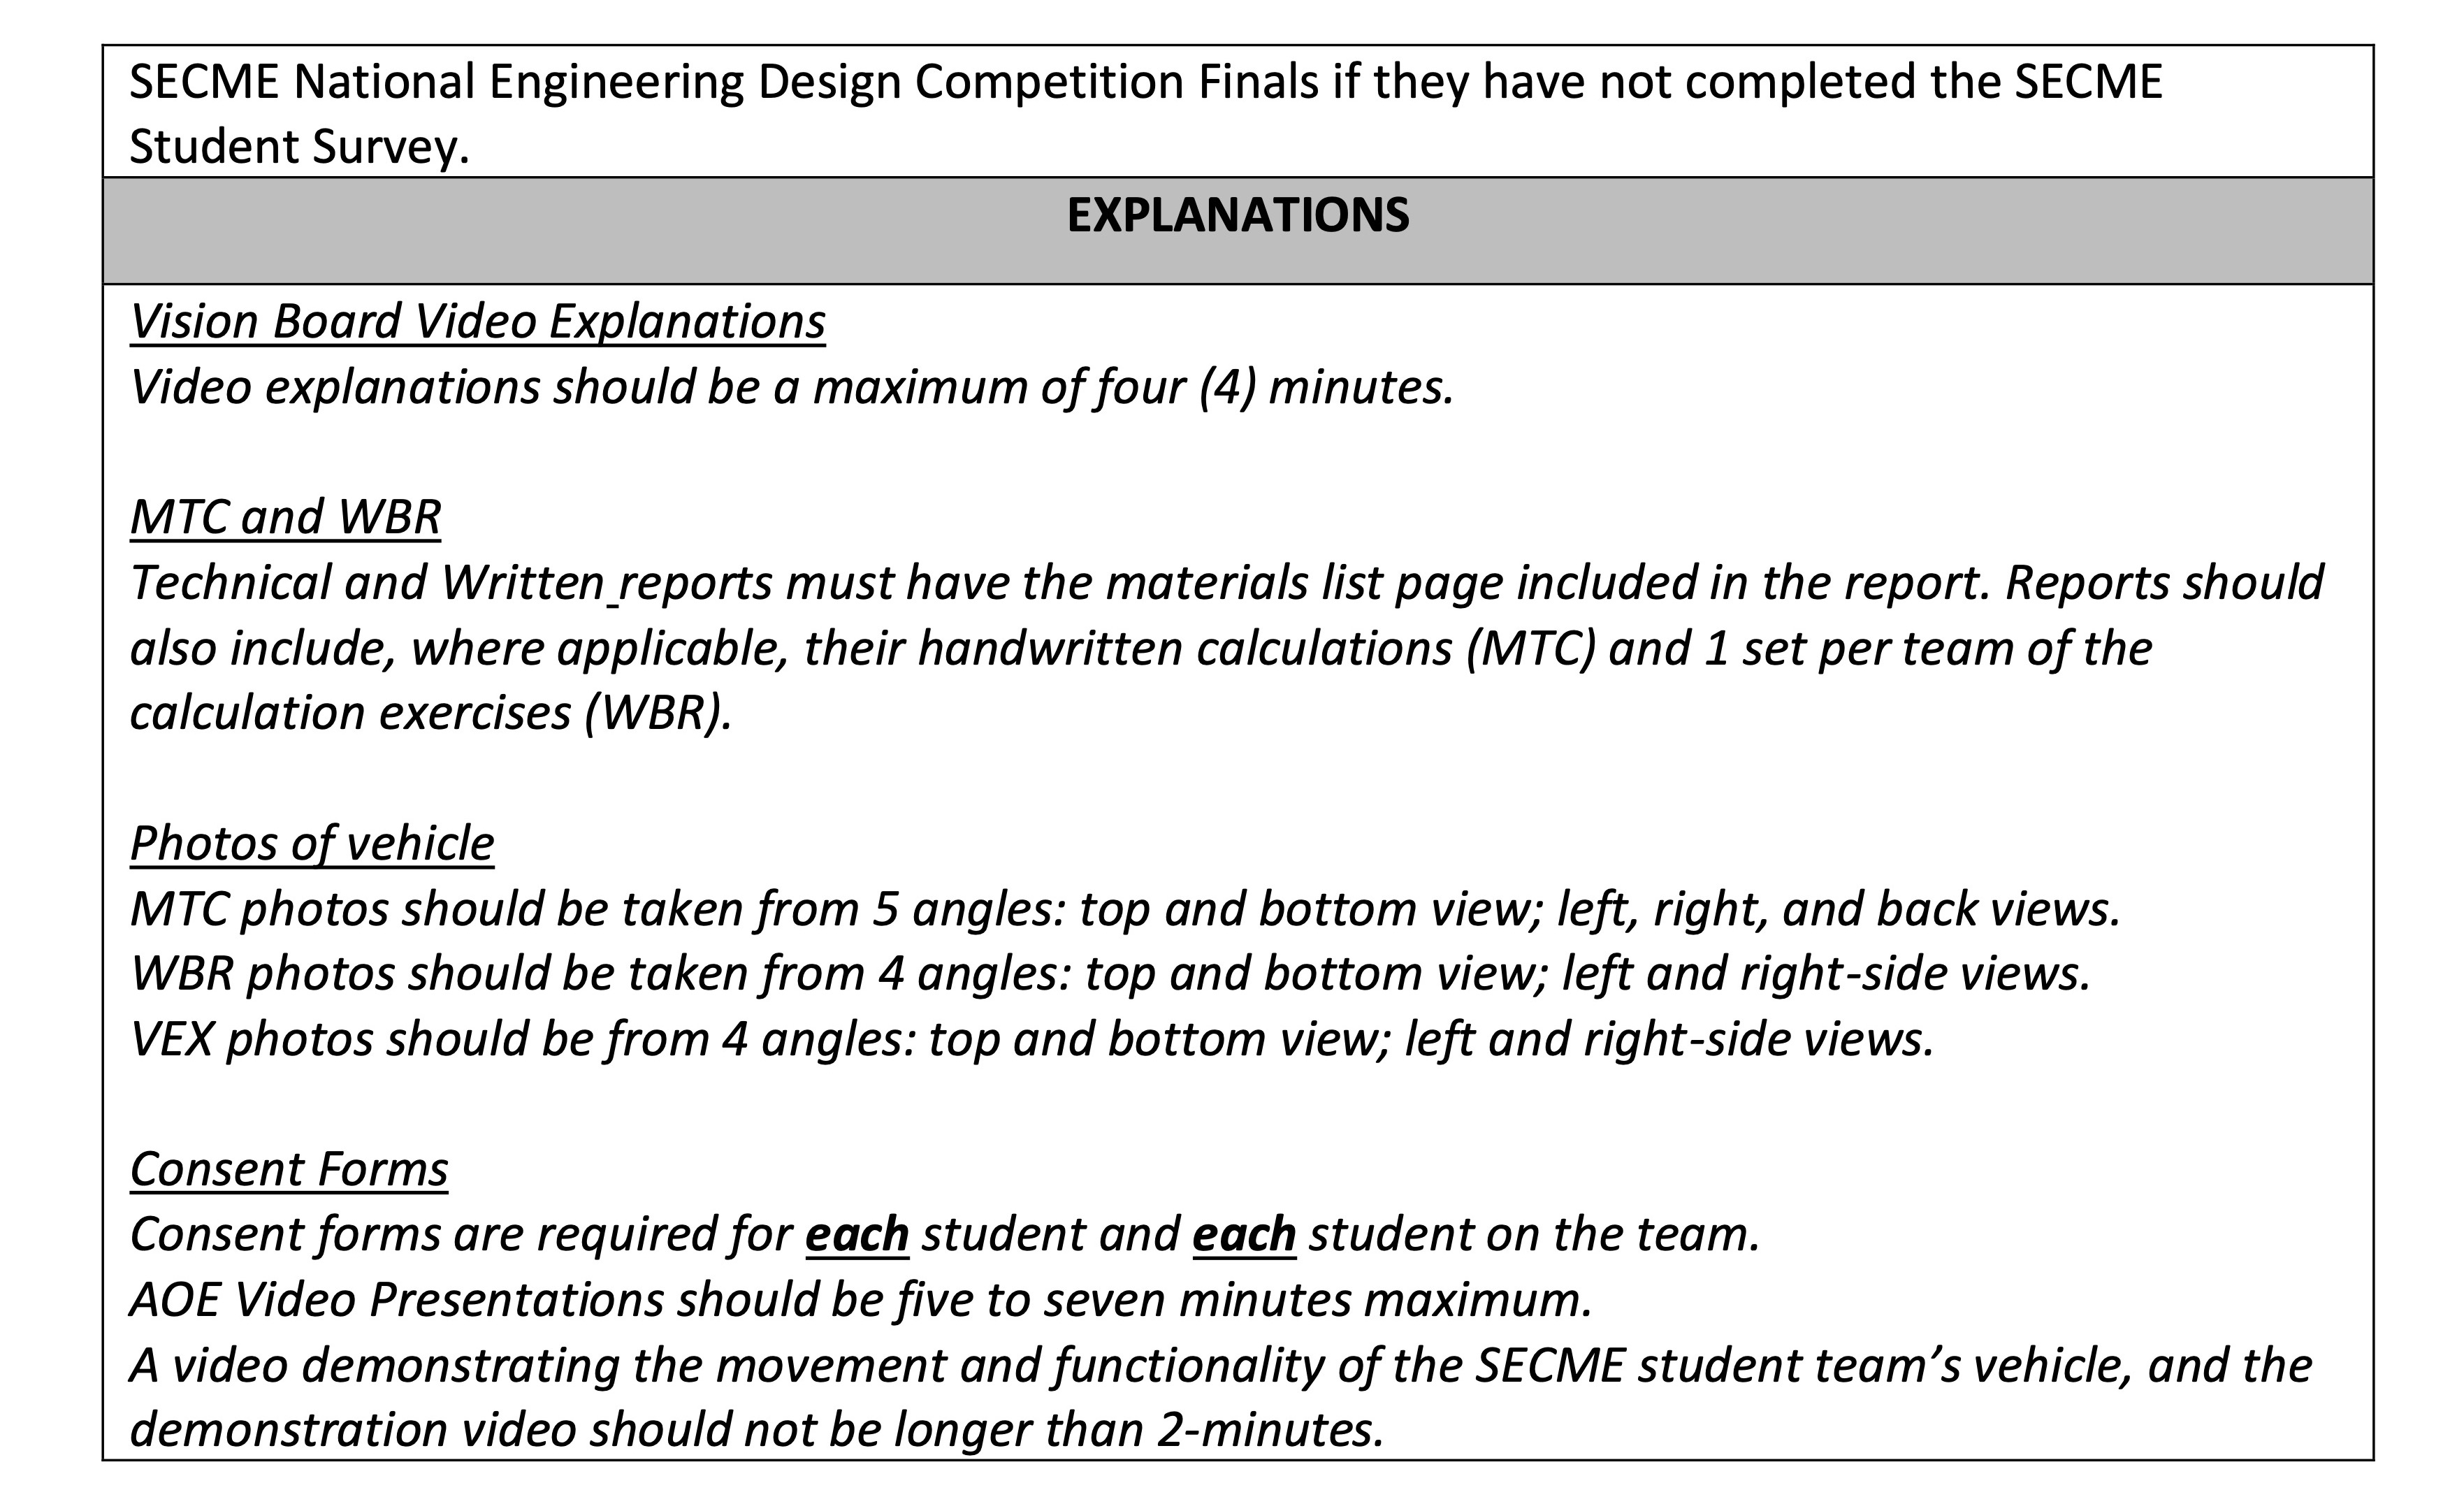 SECME National Engineering Design Competition Finals if they have not completed the SECME
Student Survey.
EXPLANATIONS
Vision Board Video Explanations
Video explanations should be a maximum of four (4) minutes.
MTC and WBR
Technical and Written reports must have the materials list page included in the report. Reports should
also include, where applicable, their handwritten calculations (MTC) and 1 set per team of the
calculation exercises (WBR).
Photos of vehicle
MTC photos should be taken from 5 angles: top and bottom view; left, right, and back views.
WBR photos should be taken from 4 angles: top and bottom view; left and right-side views.
VEX photos should be from 4 angles: top and bottom view; left and right-side views.
Consent Forms
Consent forms are required for each student and each student on the team.
AOE Video Presentations should be five to seven minutes maximum.
A video demonstrating the movement and functionality of the SECME student team’s vehicle, and the
demonstration video should not be longer than 2-minutes.